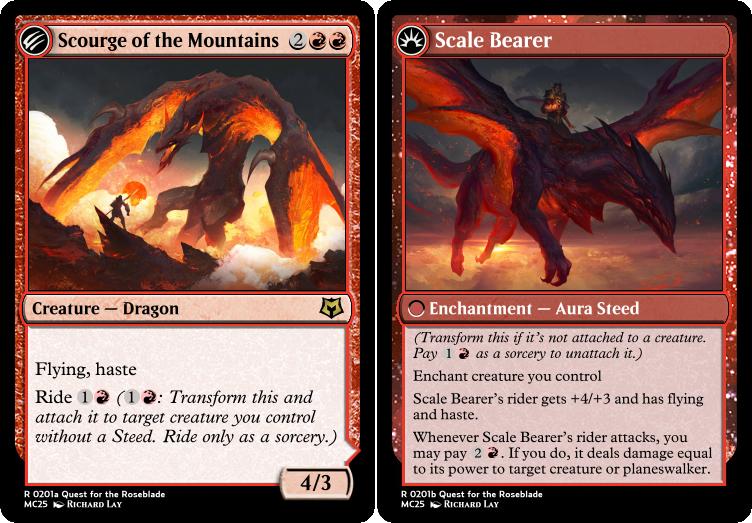 Scourge of the Mountains 2
Creature — Dragon
Flying, haste
Ride 1 (1: Transform this and
attach it to target creature you control
without a Steed. Ride only as a sorcery.)
4/3
R 0201a Quest for the Roseblade
MC25 Richard Lay
Scale Bearer
Enchantment — Aura Steed
(Transform this if it's not attached to a creature.
Pay 1 as a sorcery to unattach it.)
Enchant creature you control
Scale Bearer's rider gets +4/+3 and has flying
and haste.
Whenever Scale Bearer's rider attacks, you
may pay 2. If you do, it deals damage equal
to its power to target creature or planeswalker.
R 0201b Quest for the Roseblade
MC25 Richard Lay